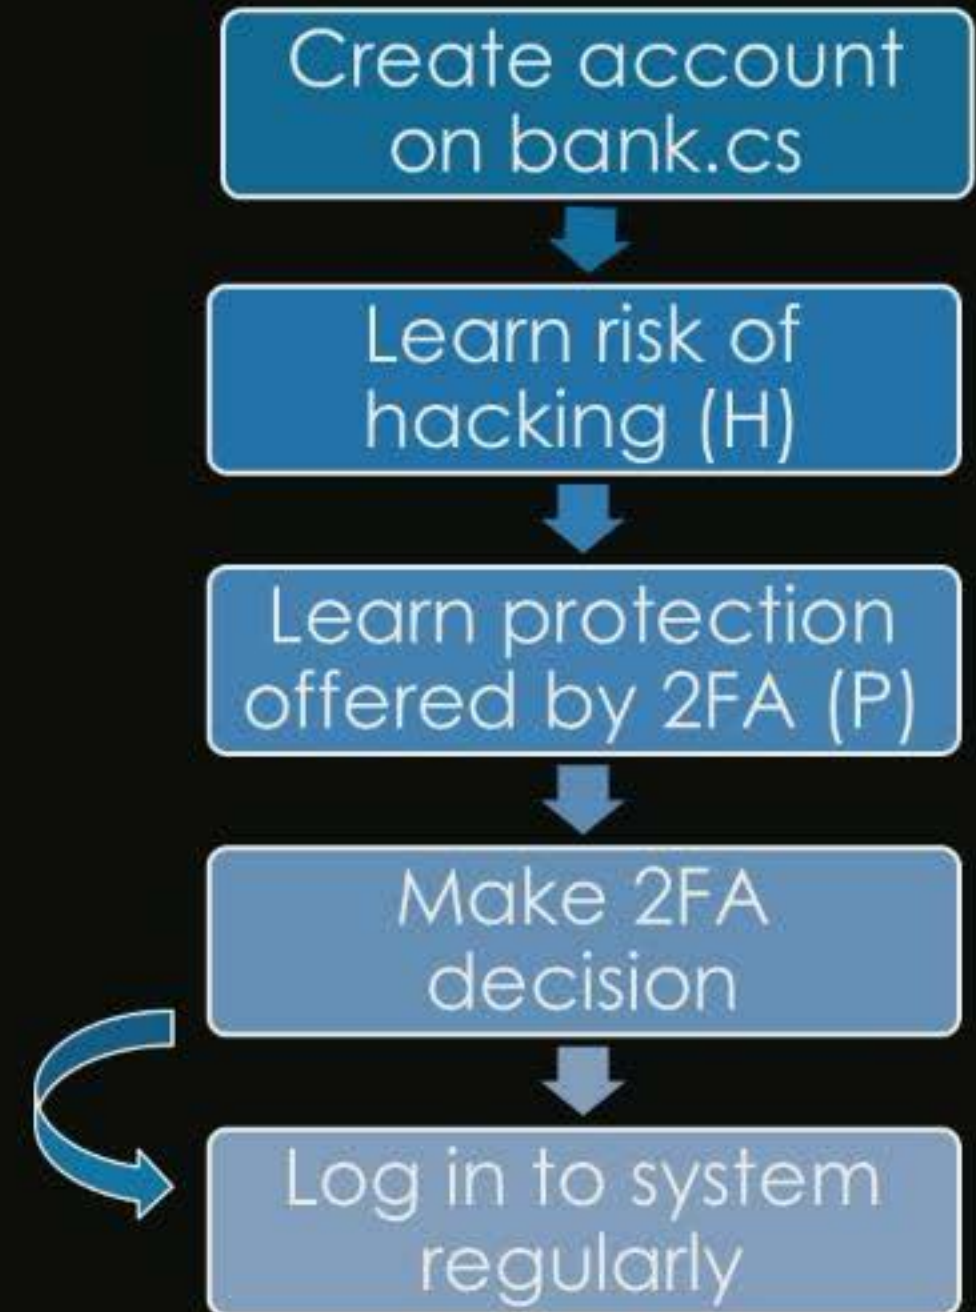 Create account
on bank.cs
Learn risk of
hacking (H)
Learn protection
offered by 2FA (P)
Make 2FA
decision
Log in to system
regularly